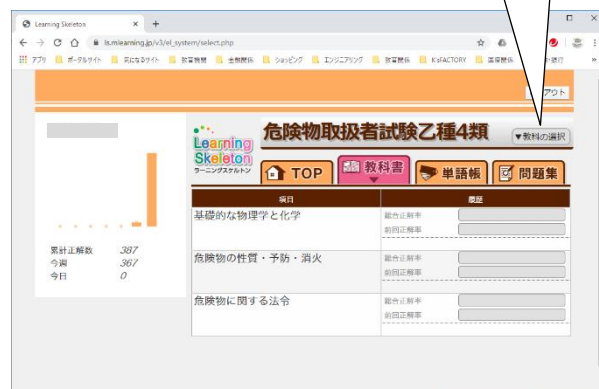 Learning Skeleton
ls.mlearning.jp/v3/el_system/select.php
アプリ ポータルサイト 気になるサイト 教育機関 金融関係 ショッピング エンジニアリング 教育関係 K'sFACTORY
アウト
Learning
Skeleton
ラーニングスケルトン
危険物取扱者試験乙種4類
▼教科の選択
TOP
教科書
単語帳
問題集
項目 履歴
基礎的な物理学と化学 総合正解率
前回正解率
危険物の性質・予防・消火 総合正解率
前回正解率
危険物に関する法令 総合正解率
前回正解率
累計正解数 387
今週 367
今日 0